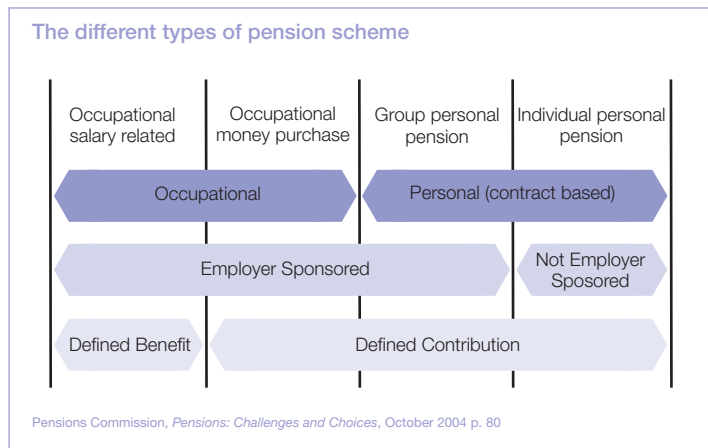 The different types of pension scheme
Occupational
salary related
Occupational
money purchase
Group personal
pension
Individual personal
pension
Occupational
Personal (contract based)
Employer Sponsored
Not Employer
Sposored
Defined Benefit
Defined Contribution
Pensions Commission, Pensions: Challenges and Choices, October 2004 p. 80